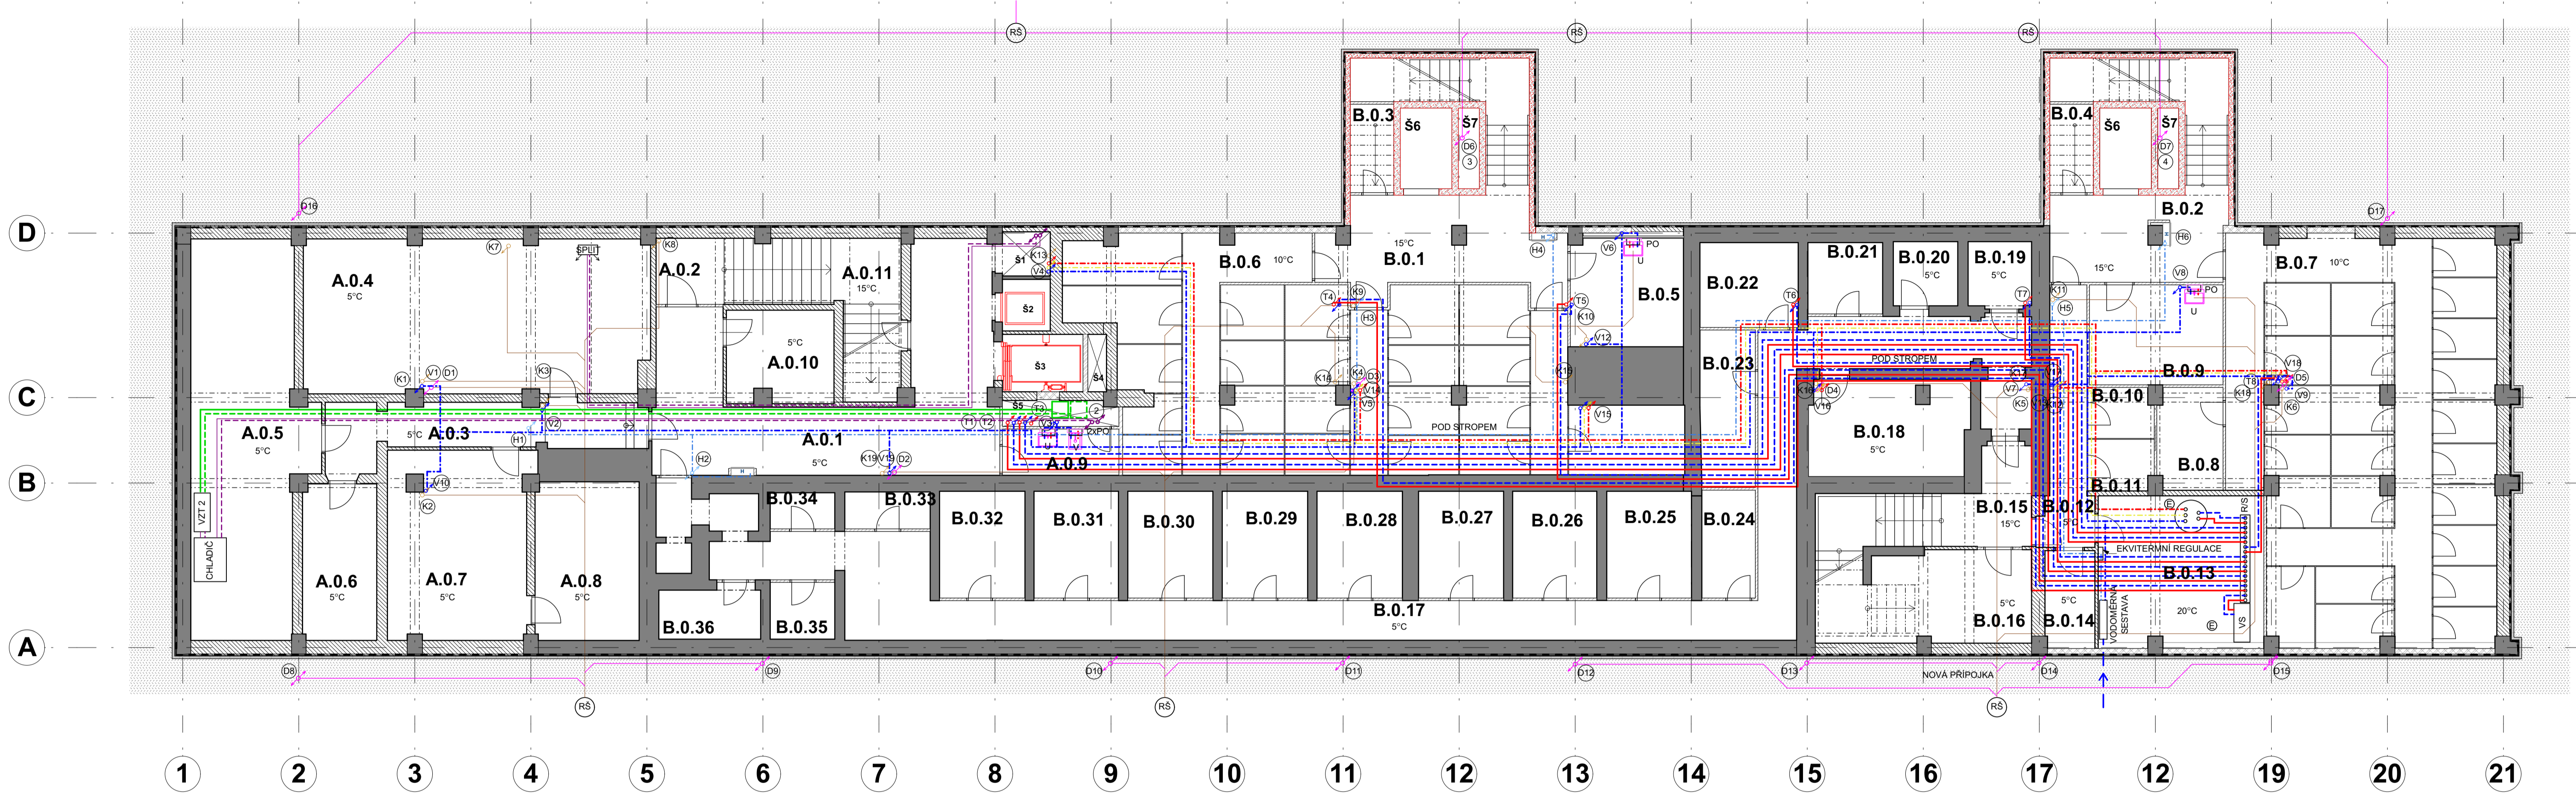 RŠ
RŠ
RŠ
B.0.3
Š6
Š7
D6
3
B.0.4
Š6
Š7
D7
4
D16
D17
D
K7
SPLIT
K8
A.0.2
A.0.11
15°C
Š1
K13
V4
B.0.6
10°C
15°C
B.0.1
H4
V6
PO
U
B.0.5
B.0.22
B.0.21
B.0.20
5°C
B.0.19
5°C
B.0.2
H6
15°C
V8
PO
U
B.0.7
10°C
A.0.4
5°C
Š2
T4
K9
H3
T5
K10
T6
T7
K11
H5
5°C
A.0.10
Š3
Š4
V12
B.0.23
POD STROPEM
B.0.9
V18
T8
D5
K1
V1
D1
K3
K14
K4
D3
V14
V5
K15
K16
D4
V16
V7
K5
B.0.10
K18
V9
K6
C
Š5
T3
2
V15
A.0.5
5°C
A.0.3
5°C
H1
V2
A.0.1
5°C
T1
T2
V3
2xPO
U
V
A.0.9
POD STROPEM
B.0.18
5°C
B.0.8
H2
H
K19
V19
D2
B
V10
K2
B.0.11
VZT 2
CHLADIČ
B.0.34
B.0.33
B.0.32
B.0.31
B.0.30
B.0.29
B.0.28
B.0.27
B.0.26
B.0.25
B.0.24
B.0.15
15°C
B.0.12
5°C
E
R/S
EKVITERMNÍ REGULACE
A.0.6
5°C
A.0.7
5°C
A.0.8
5°C
B.0.13
20°C
B.0.36
B.0.35
B.0.17
5°C
5°C
B.0.16
5°C
B.0.14
VODOMĚRNÁ
SESTAVA
E
VS
A
D8
D9
D10
D11
D12
D13
D14
D15
NOVÁ PŘÍPOJKA
RŠ
RŠ
RŠ
1
2
3
4
5
6
7
8
9
10
11
12
13
14
15
16
17
12
19
20
21